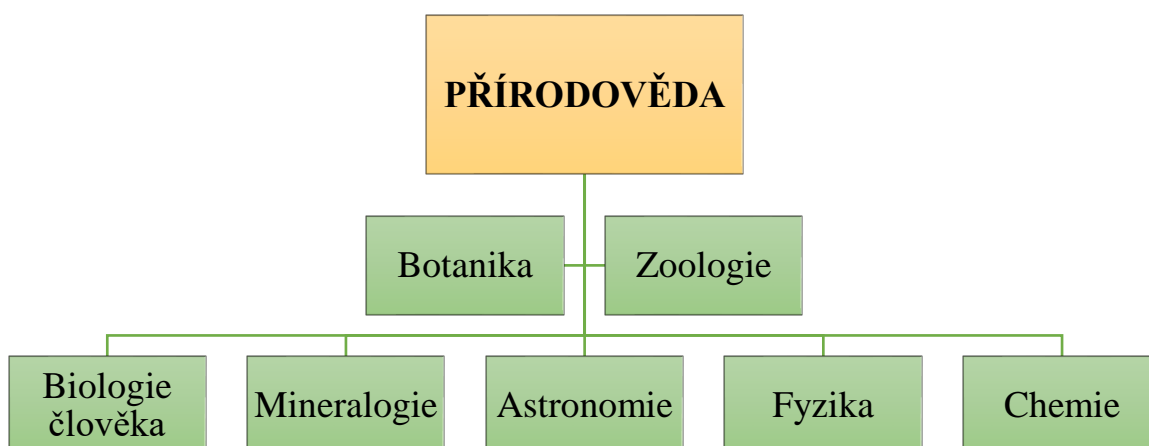 PŘÍRODOVĚDA
Botanika
Zoologie
Biologie
člověka
Mineralogie
Astronomie
Fyzika
Chemie